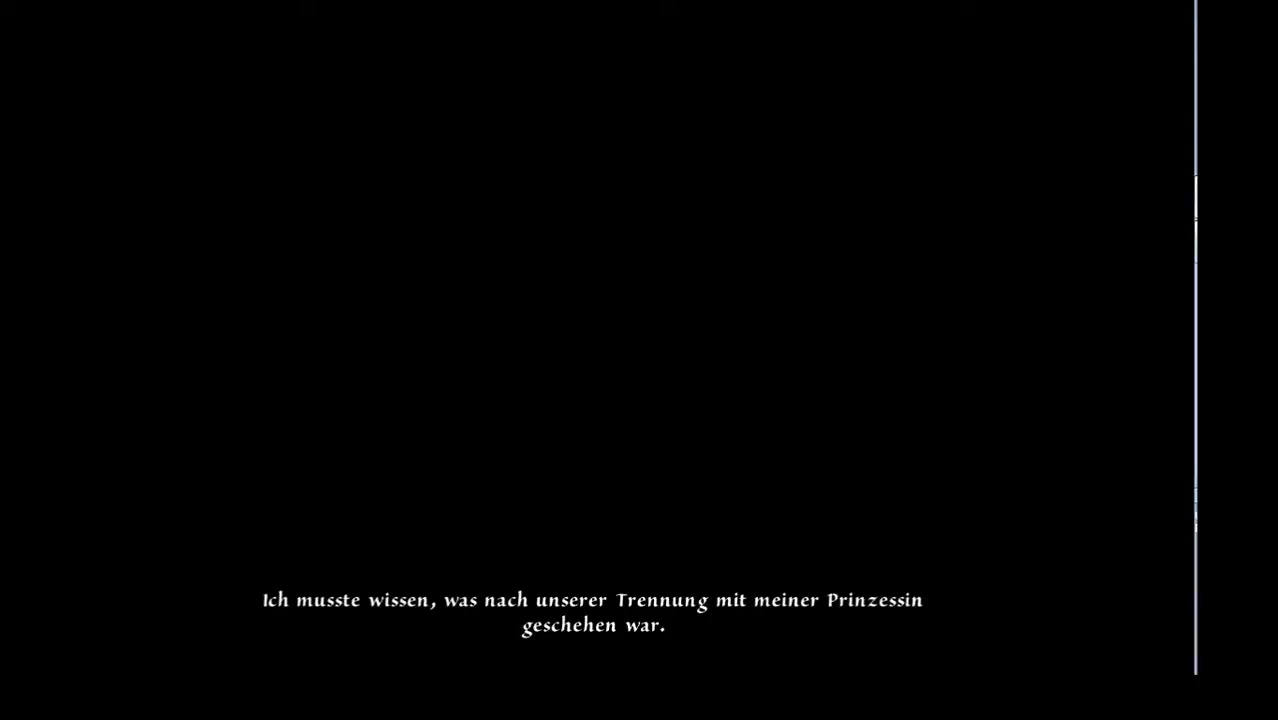 Ich musste wissen, was nach unserer Trennung mit meiner Prinzessin
geschehen war.